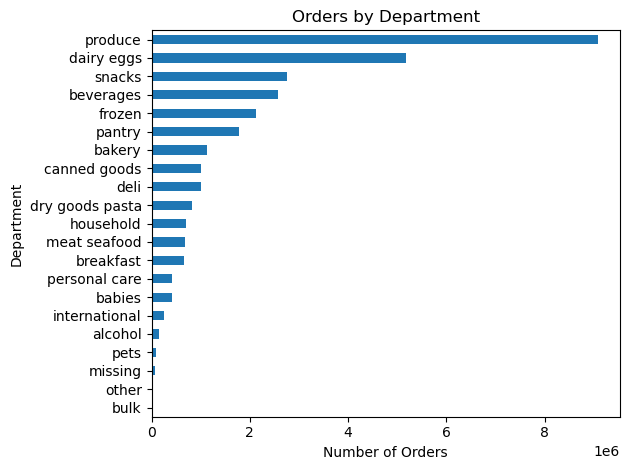 Orders by Department
produce
dairy eggs
snacks
beverages
frozen
pantry
bakery
canned goods
deli
dry goods pasta
household
meat seafood
breakfast
personal care
babies
international
alcohol
pets
missing
other
bulk
Department
0 2 4 6 8
1e6
Number of Orders